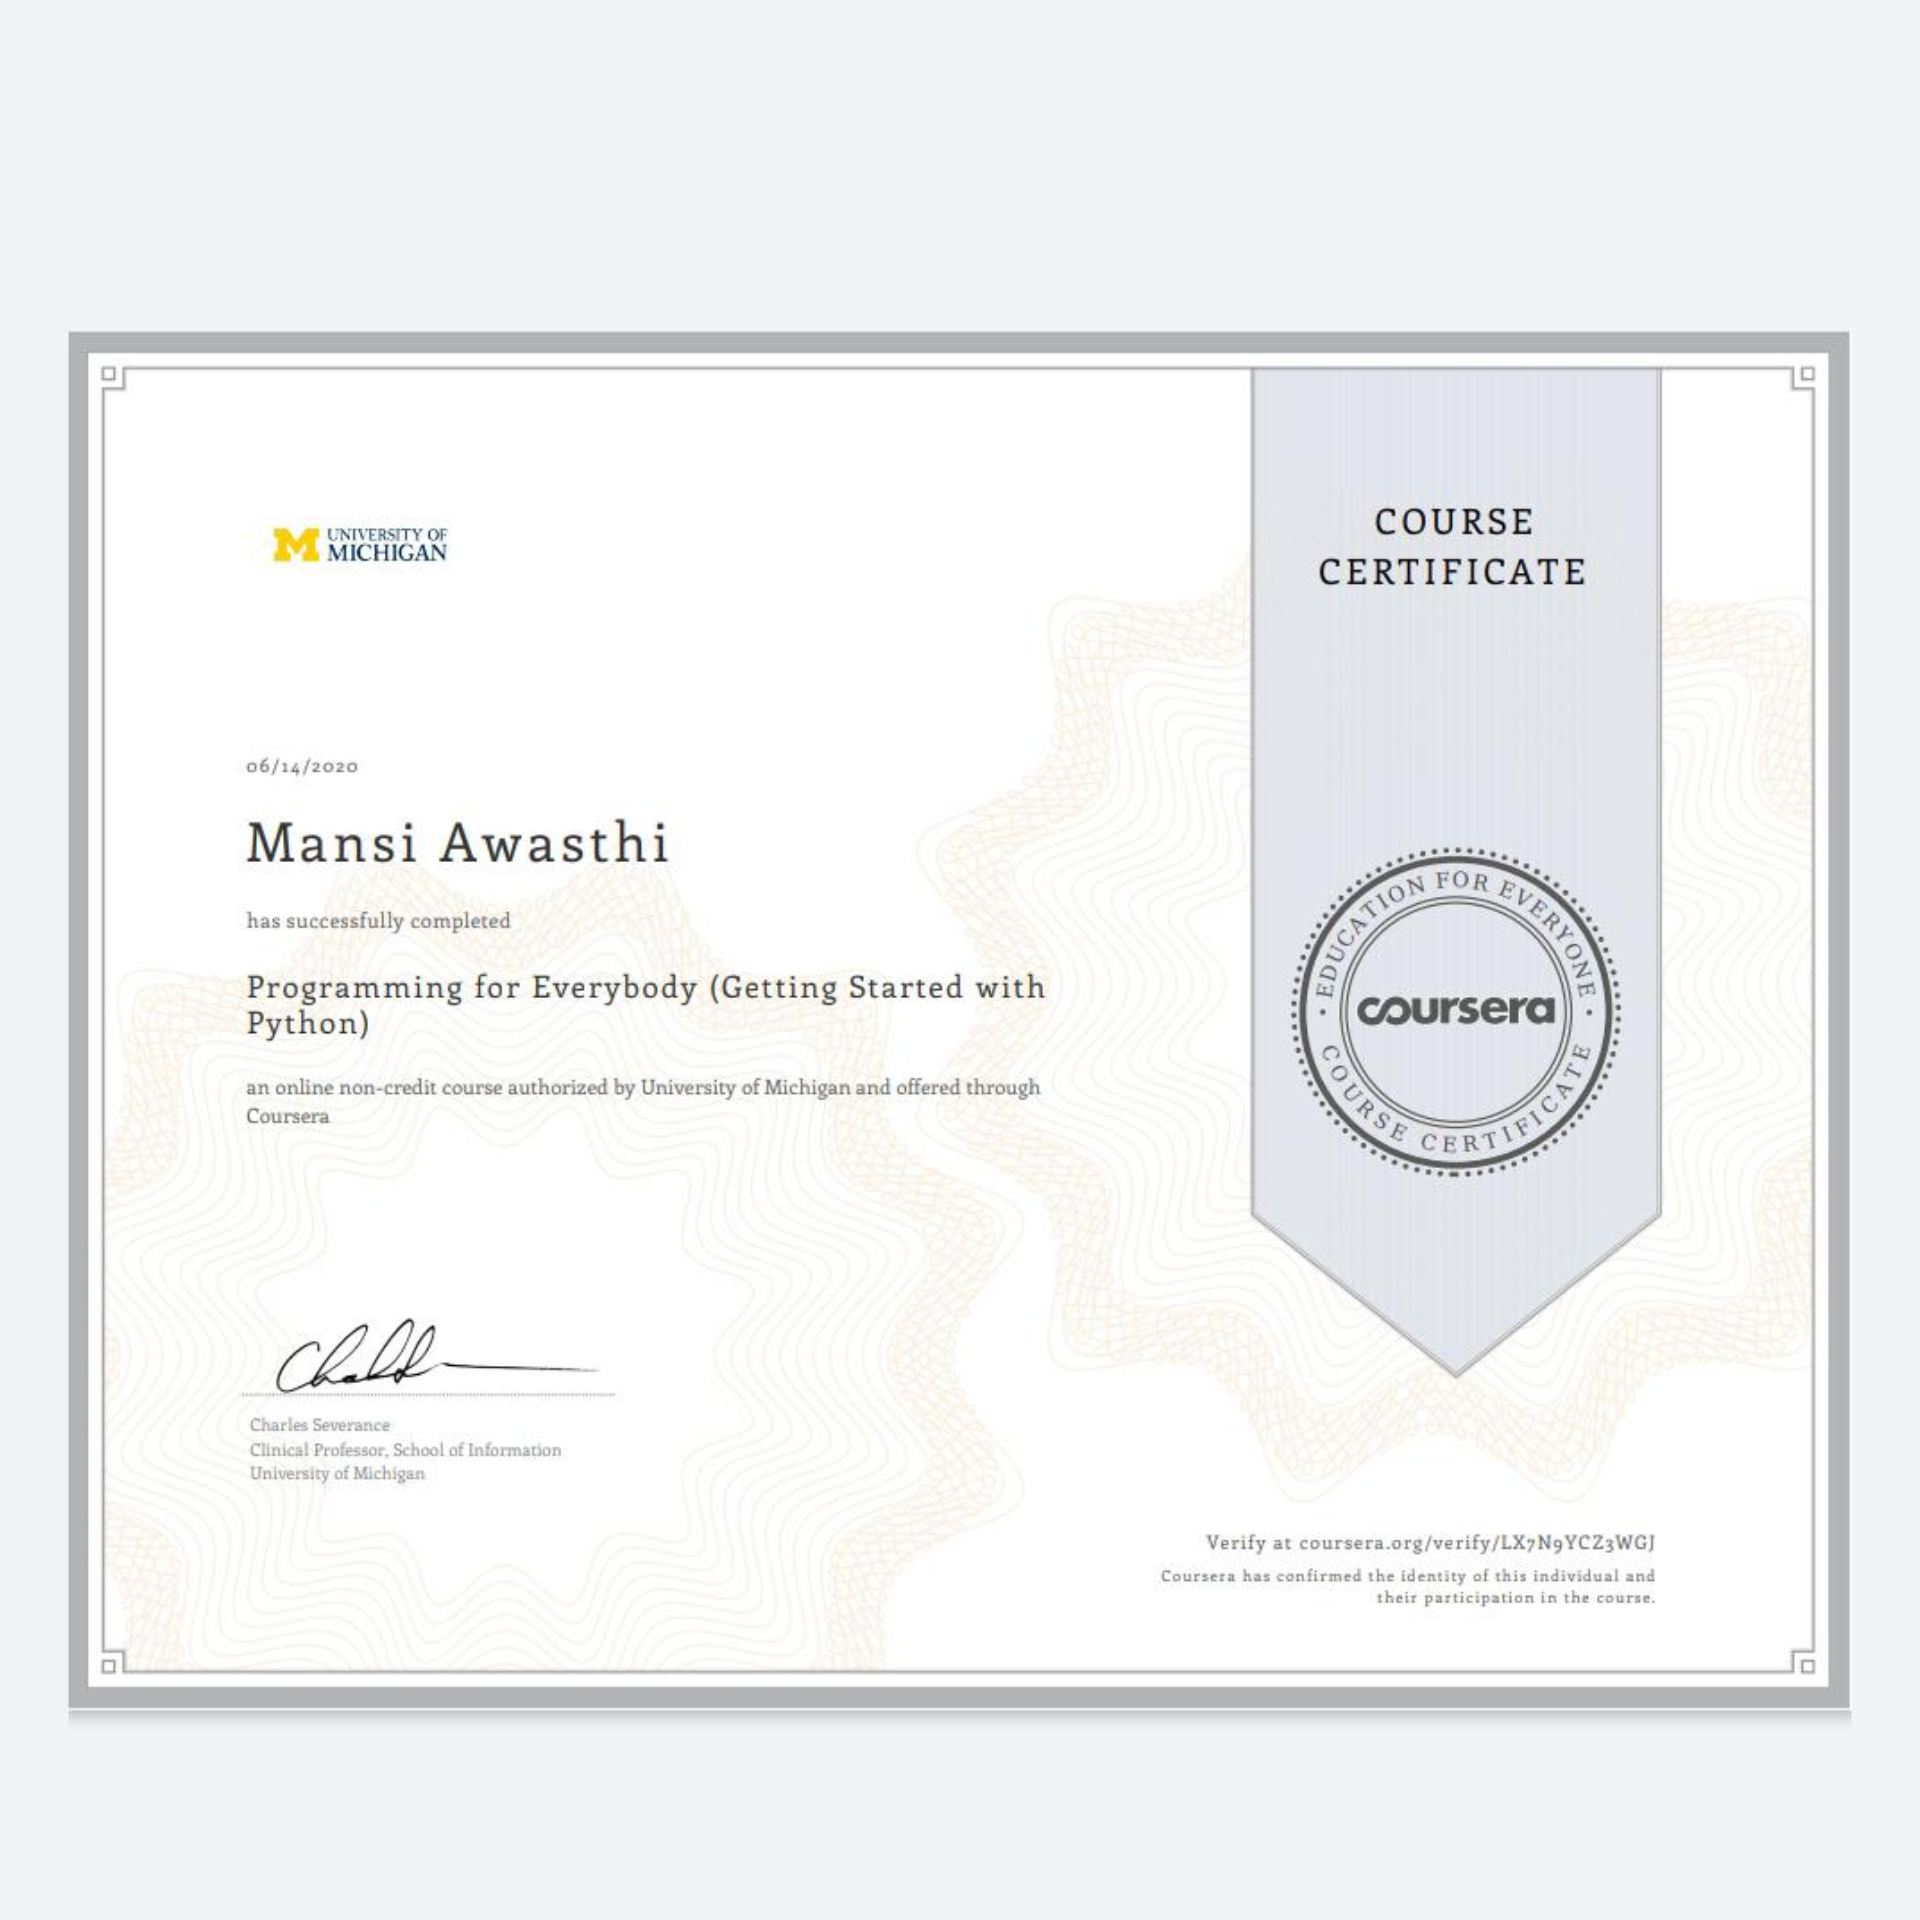 UNIVERSITY OF
MICHIGAN
COURSE
CERTIFICATE
06/14/2020
Mansi Awasthi
has successfully completed
Programming for Everybody (Getting Started with
Python)
an online non-credit course authorized by University of Michigan and offered through
Coursera
EDUCATION FOR EVERYONE
coursera
COURSE CERTIFICATE
Charles Severance
Clinical Professor, School of Information
University of Michigan
Verify at coursera.org/verify/LX7N9YCZ3WGJ
Coursera has confirmed the identity of this individual and
their participation in the course.